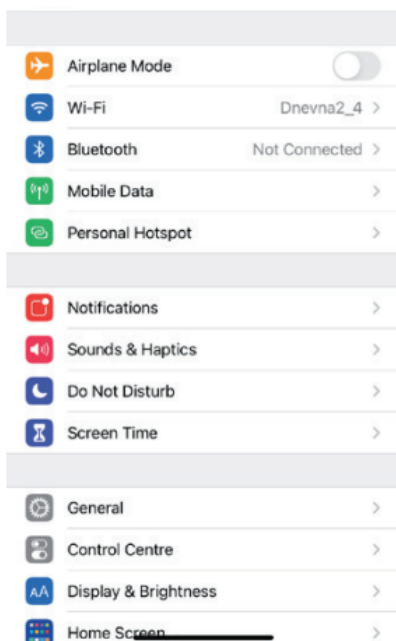 Airplane Mode
Wi-Fi Dnevna2_4
Bluetooth Not Connected
Mobile Data
Personal Hotspot
Notifications
Sounds & Haptics
Do Not Disturb
Screen Time
General
Control Centre
AA Display & Brightness
Home Screen